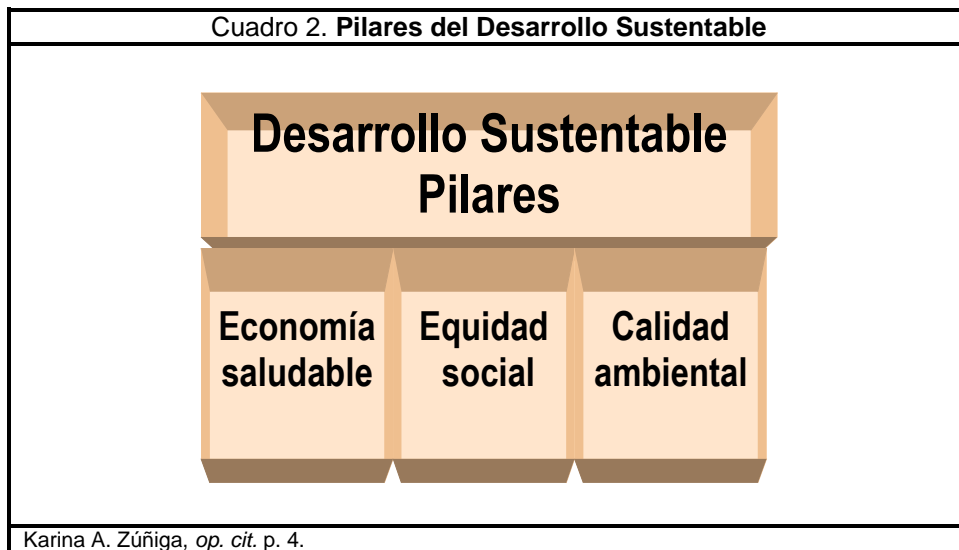 Cuadro 2. Pilares del Desarrollo Sustentable
Desarrollo Sustentable
Pilares
Economía
saludable
Equidad
social
Calidad
ambiental
Karina A. Zúñiga, op. cit. p. 4.